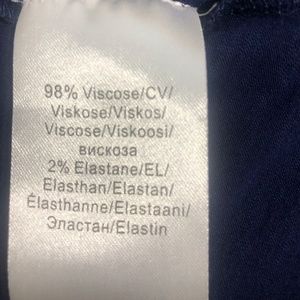 98% Viscose/CV/
Viskose/Viskos/
Viscose/Viskoosi/
вискоза
2% Elastane/EL/
Elasthan/Elastan/
Élasthanne/Elastaani/
Эластан/Elastin